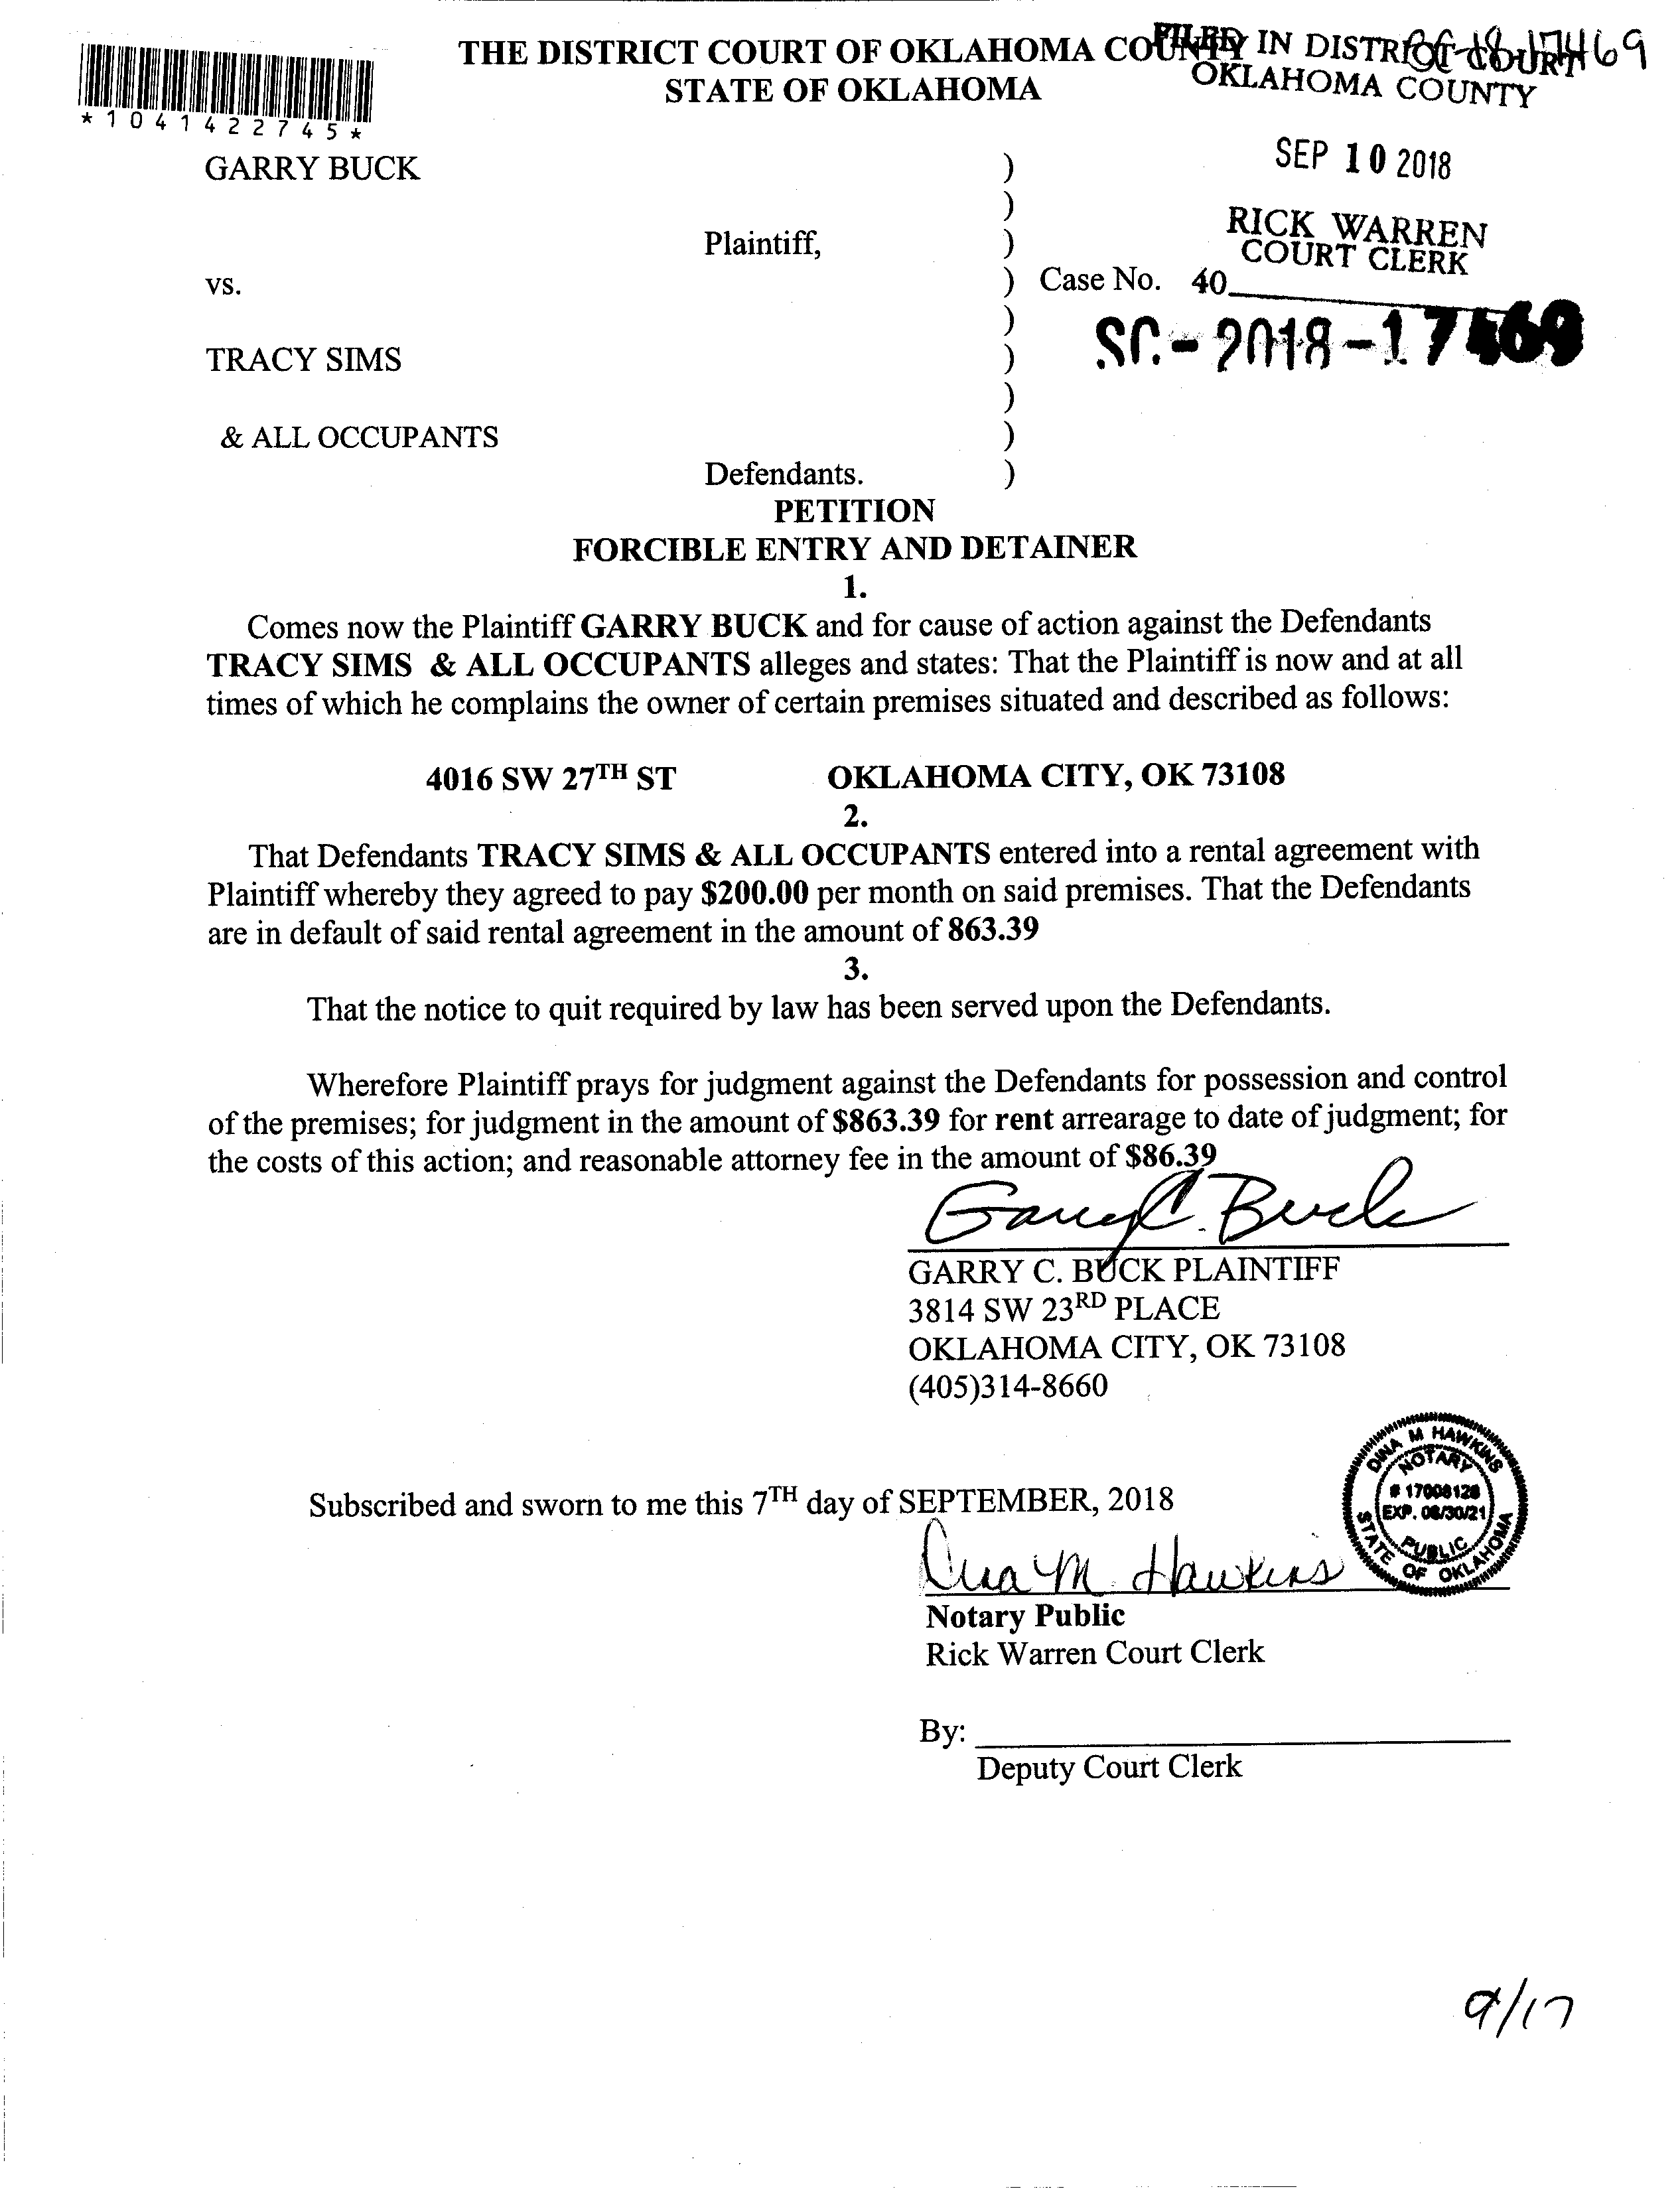 THE DISTRICT COURT OF OKLAHOMA COUNTY
STATE OF OKLAHOMA
FILED IN DISTRICT COURT
OKLAHOMA COUNTY
*1041422745*
SEP 10 2018
RICK WARREN
COURT CLERK
GARRY BUCK )
)
Plaintiff, )
vs. ) Case No. 40
SC-2018-17469
)
TRACY SIMS )
)
& ALL OCCUPANTS )
Defendants. )
PETITION
FORCIBLE ENTRY AND DETAINER
1.
Comes now the Plaintiff GARRY BUCK and for cause of action against the Defendants
TRACY SIMS & ALL OCCUPANTS alleges and states: That the Plaintiff is now and at all
times of which he complains the owner of certain premises situated and described as follows:
4016 SW 27TH ST OKLAHOMA CITY, OK 73108
2.
That Defendants TRACY SIMS & ALL OCCUPANTS entered into a rental agreement with
Plaintiff whereby they agreed to pay $200.00 per month on said premises. That the Defendants
are in default of said rental agreement in the amount of 863.39
3.
That the notice to quit required by law has been served upon the Defendants.
Wherefore Plaintiff prays for judgment against the Defendants for possession and control
of the premises; for judgment in the amount of $863.39 for rent arrearage to date of judgment; for
the costs of this action; and reasonable attorney fee in the amount of $86.39
Garry C. Buck
GARRY C. BUCK PLAINTIFF
3814 SW 23RD PLACE
OKLAHOMA CITY, OK 73108
(405)314-8660
Subscribed and sworn to me this 7TH day of SEPTEMBER, 2018
DINA M HAWKINS
NOTARY
# 17008128
EXP. 08/30/21
PUBLIC
STATE OF OKLAHOMA
Dina M Hawkins
Notary Public
Rick Warren Court Clerk
By:
Deputy Court Clerk
9/17